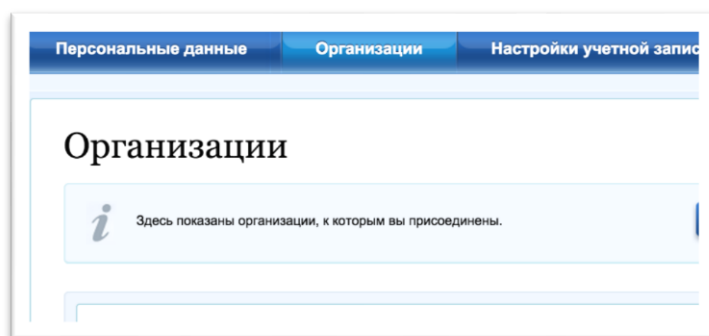 Персональные данные Организации Настройки учетной запис
Организации
Здесь показаны организации, к которым вы присоединены.